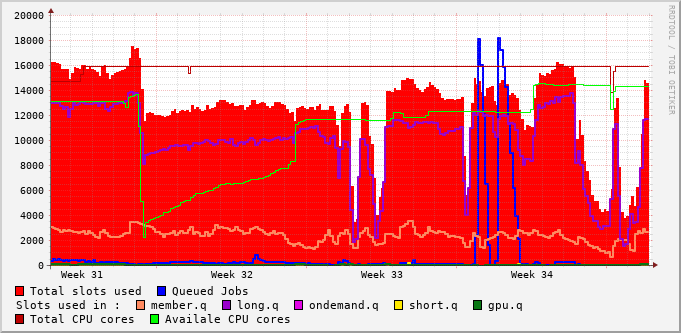 20000
18000
16000
14000
12000
10000
8000
6000
4000
2000
0
Week 31 Week 32 Week 33 Week 34
RRDTOOL / TOBI OETIKER
Total slots used Queued Jobs
Slots used in : member.q long.q ondemand.q short.q gpu.q
Total CPU cores Availale CPU cores